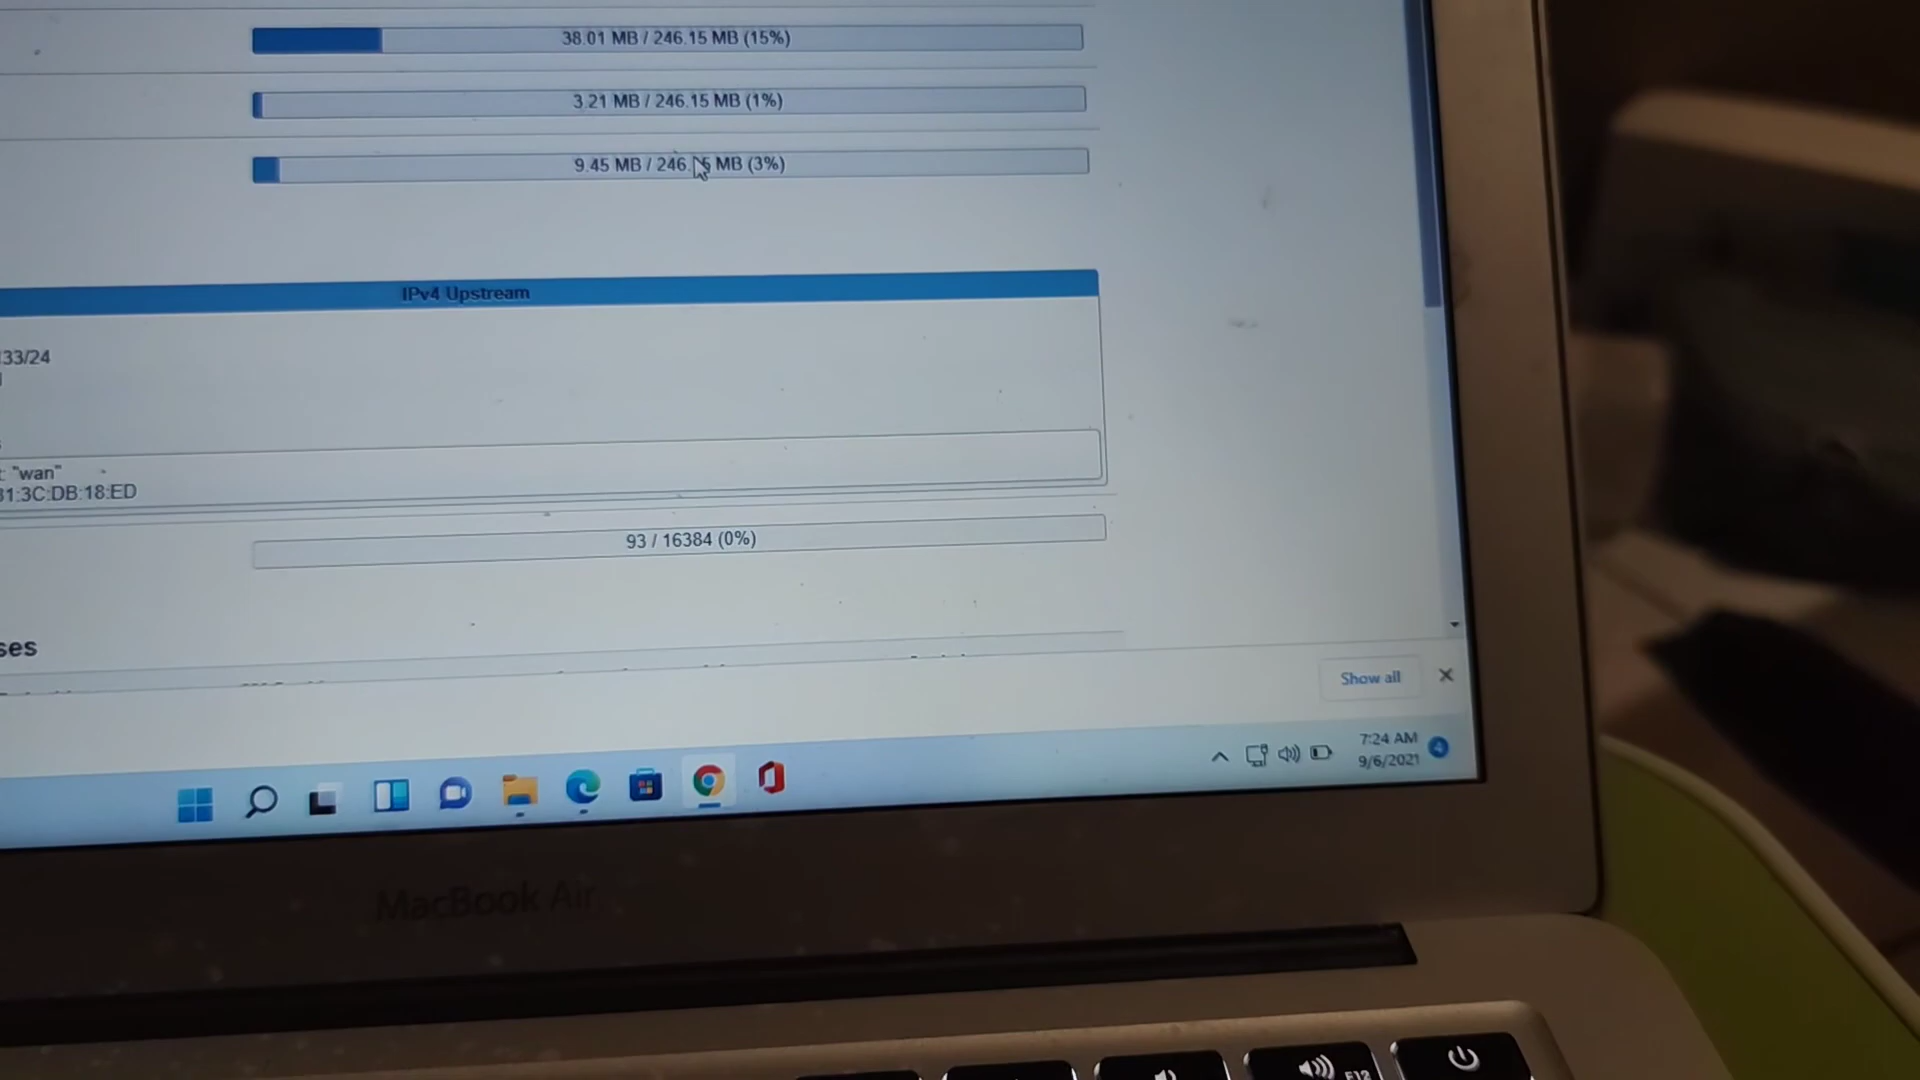 38.01 MB / 246.15 MB (15%)
3.21 MB / 246.15 MB (1%)
9.45 MB / 246. MB (3%)
IPv4 Upstream
33/24
: "wan"
31:3C:DB:18:ED
93 / 16384 (0%)
ses
Show all
7:24 AM
9/6/2021
4
MacBook Air
F12